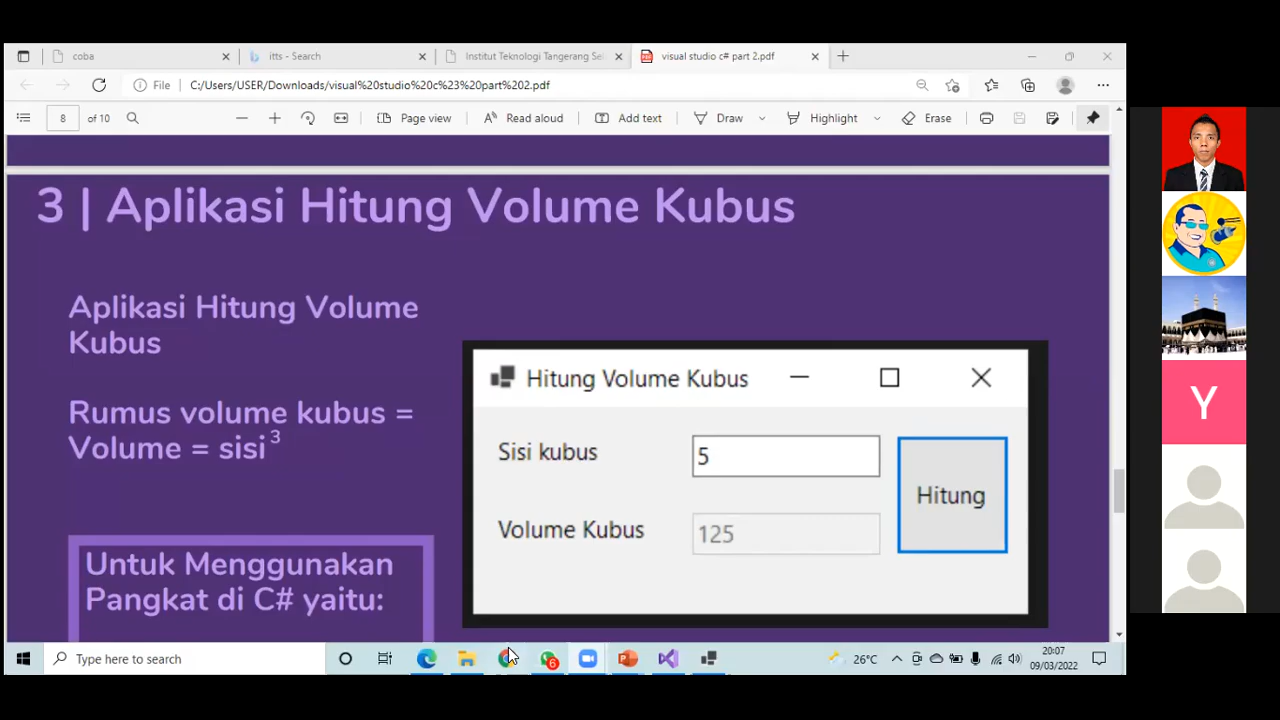 coba
itts - Search
Institut Teknologi Tangerang Sel
visual studio c# part 2.pdf
File
C:/Users/USER/Downloads/visual%20studio%20c%23%20part%202.pdf
8 of 10
Page view
Read aloud
Add text
Draw
Highlight
Erase
3 | Aplikasi Hitung Volume Kubus
Aplikasi Hitung Volume
Kubus
Rumus volume kubus =
Volume = sisi³
Untuk Menggunakan
Pangkat di C# yaitu:
Hitung Volume Kubus
Sisi kubus
5
Hitung
Volume Kubus
125
Y
Type here to search
6
26°C
20:07
09/03/2022